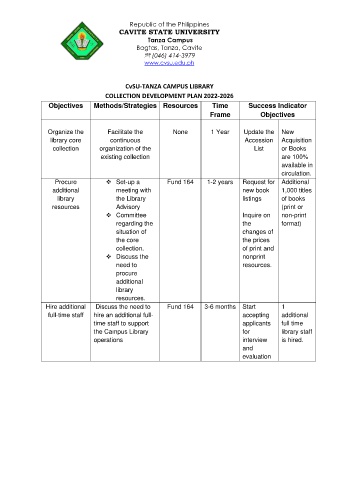 Republic of the Philippines
CAVITE STATE UNIVERSITY
Tanza Campus
Bagtas, Tanza, Cavite
☏ (046) 414-3979
www.cvsu.edu.ph
CvSU-TANZA CAMPUS LIBRARY
COLLECTION DEVELOPMENT PLAN 2022-2026
Objectives Methods/Strategies Resources Time Frame Success Indicator Objectives
Organize the
library core
collection
Facilitate the
continuous
organization of the
existing collection
None
1 Year
Update the
Accession
List
New
Acquisition
or Books
are 100%
available in
circulation.
Procure
additional
library
resources
❖ Set-up a
meeting with
the Library
Advisory
❖ Committee
regarding the
situation of
the core
collection.
❖ Discuss the
need to
procure
additional
library
resources.
Fund 164
1-2 years
Request for
new book
listings
Inquire on
the
changes of
the prices
of print and
nonprint
resources.
Additional
1,000 titles
of books
(print or
non-print
format)
Hire additional
full-time staff
Discuss the need to
hire an additional full-
time staff to support
the Campus Library
operations
Fund 164
3-6 months
Start
accepting
applicants
for
interview
and
evaluation
1
additional
full time
library staff
is hired.